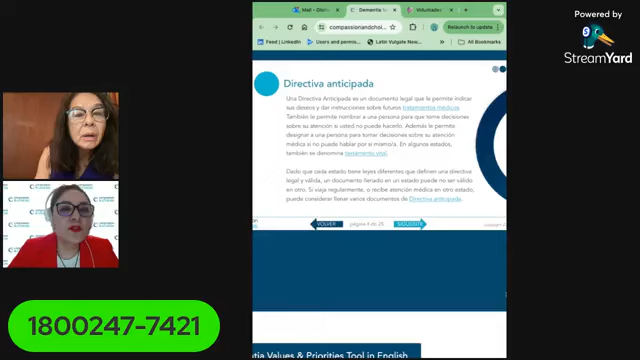 Mail - Dilshi
Dementia
Voluntades
compassionandchoi
Relaunch to update
Feed | LinkedIn
Users and permis...
Latin Vulgate New...
»
All Bookmarks
Directiva anticipada
Una Directiva Anticipada es un documento legal que le permite indicar
sus deseos y dar instrucciones sobre futuros tratamientos médicos.
También le permite nombrar a una persona para que tome decisiones
sobre su atención si usted no puede hacerlo. Además le permite
designar a una persona para tomar decisiones sobre su atención
médica si no puede hablar por sí mismo/a. En algunos estados,
también se denomina testamento vital.
Dado que cada estado tiene leyes diferentes que definen una directiva
legal y válida, un documento llenado en un estado puede no ser válido
en otro. Si viaja regularmente, o recibe atención médica en otro estado,
puede considerar llenar varios documentos de Directiva anticipada.
VOLVER
página 4 de 25
SIGUIENTE
tia Values & Priorities Tool in English
Powered by
StreamYard
1800247-7421